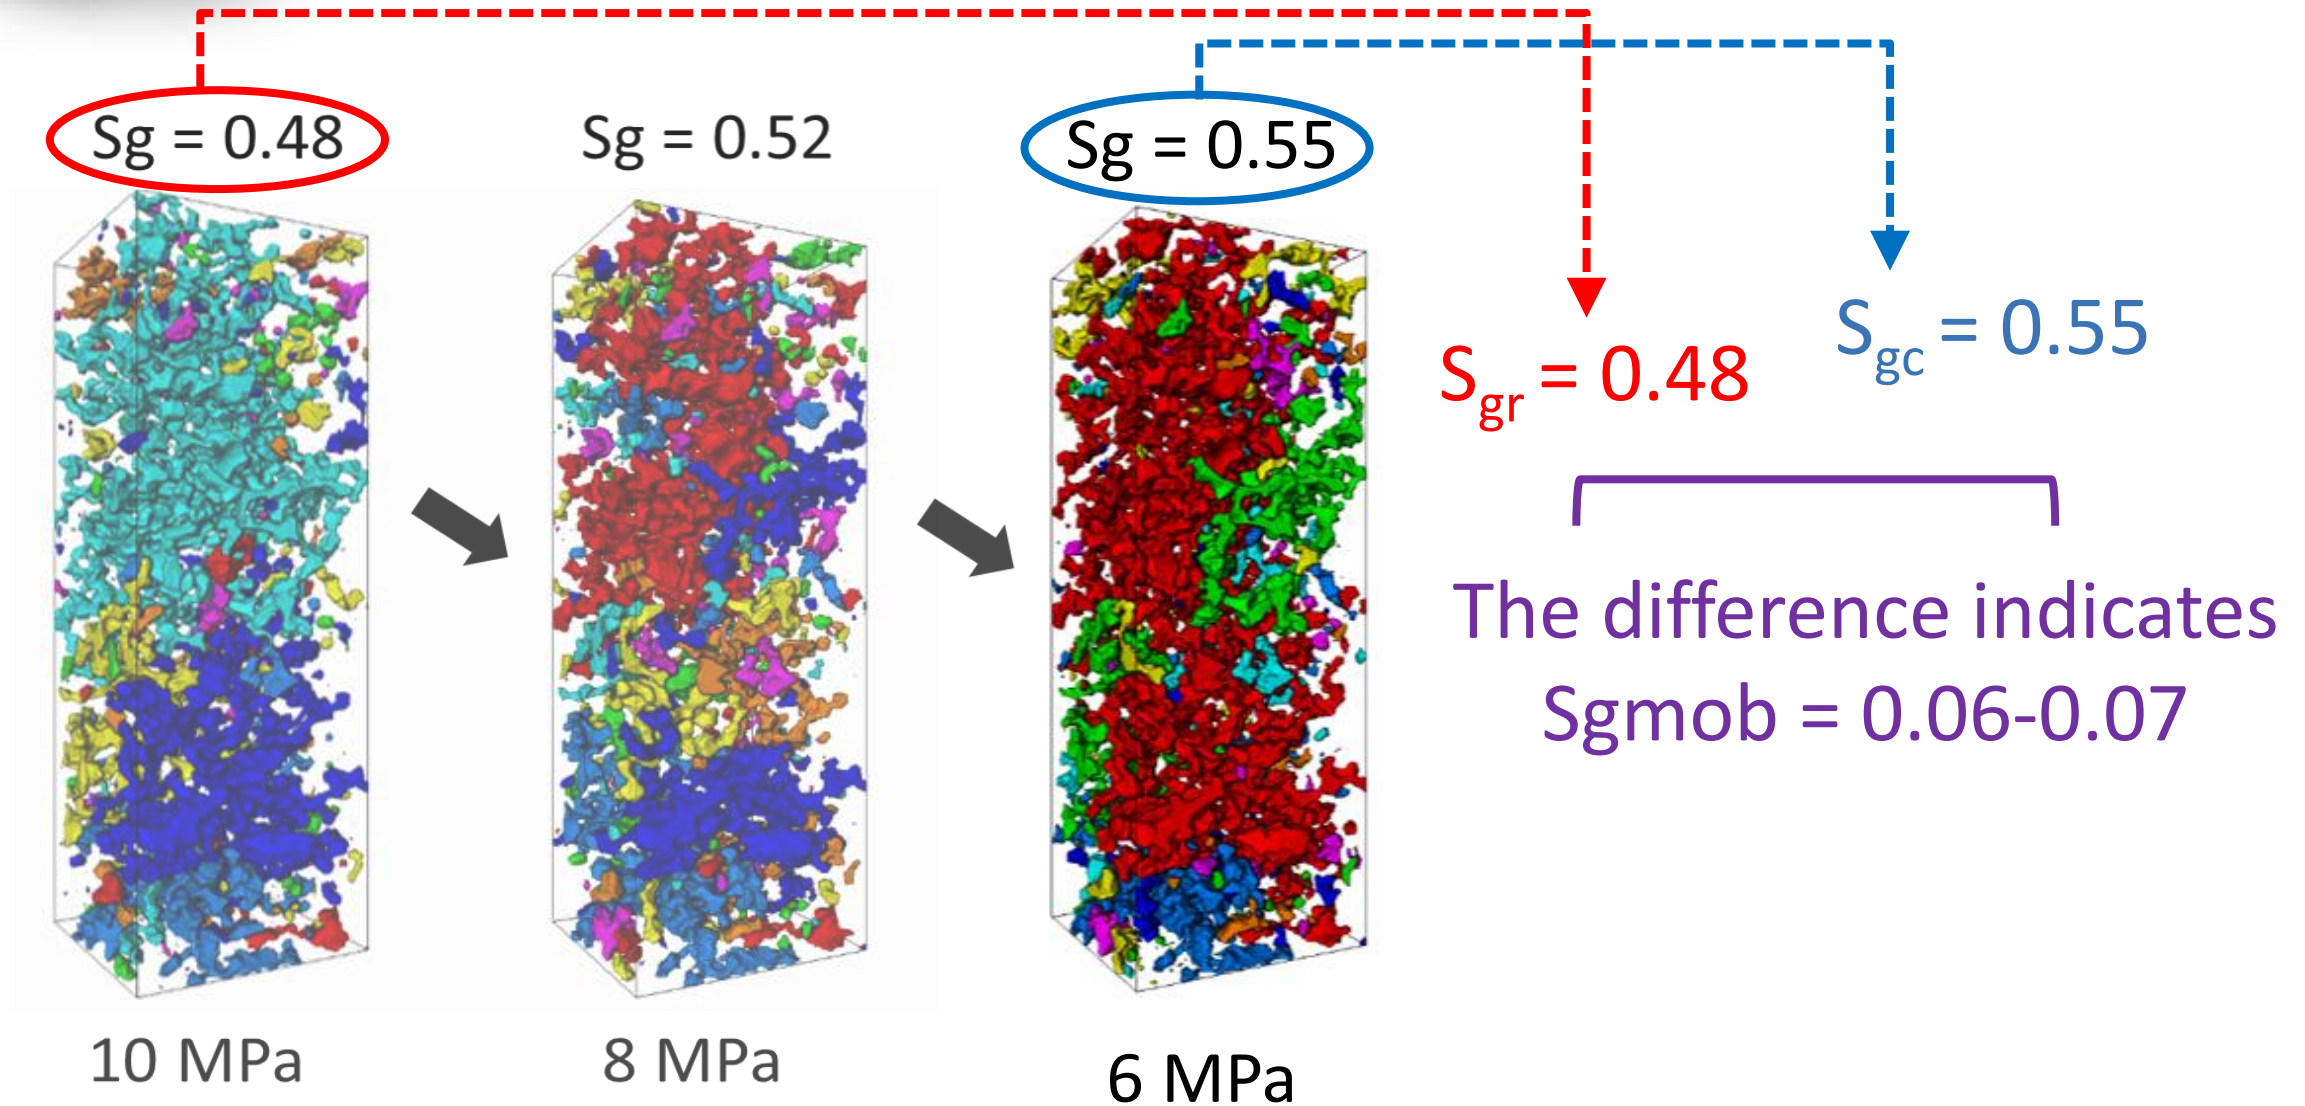 Sg = 0.48
Sg = 0.52
Sg = 0.55
Sgr = 0.48
Sgc = 0.55
The difference indicates
Sgmob = 0.06-0.07
10 MPa
8 MPa
6 MPa